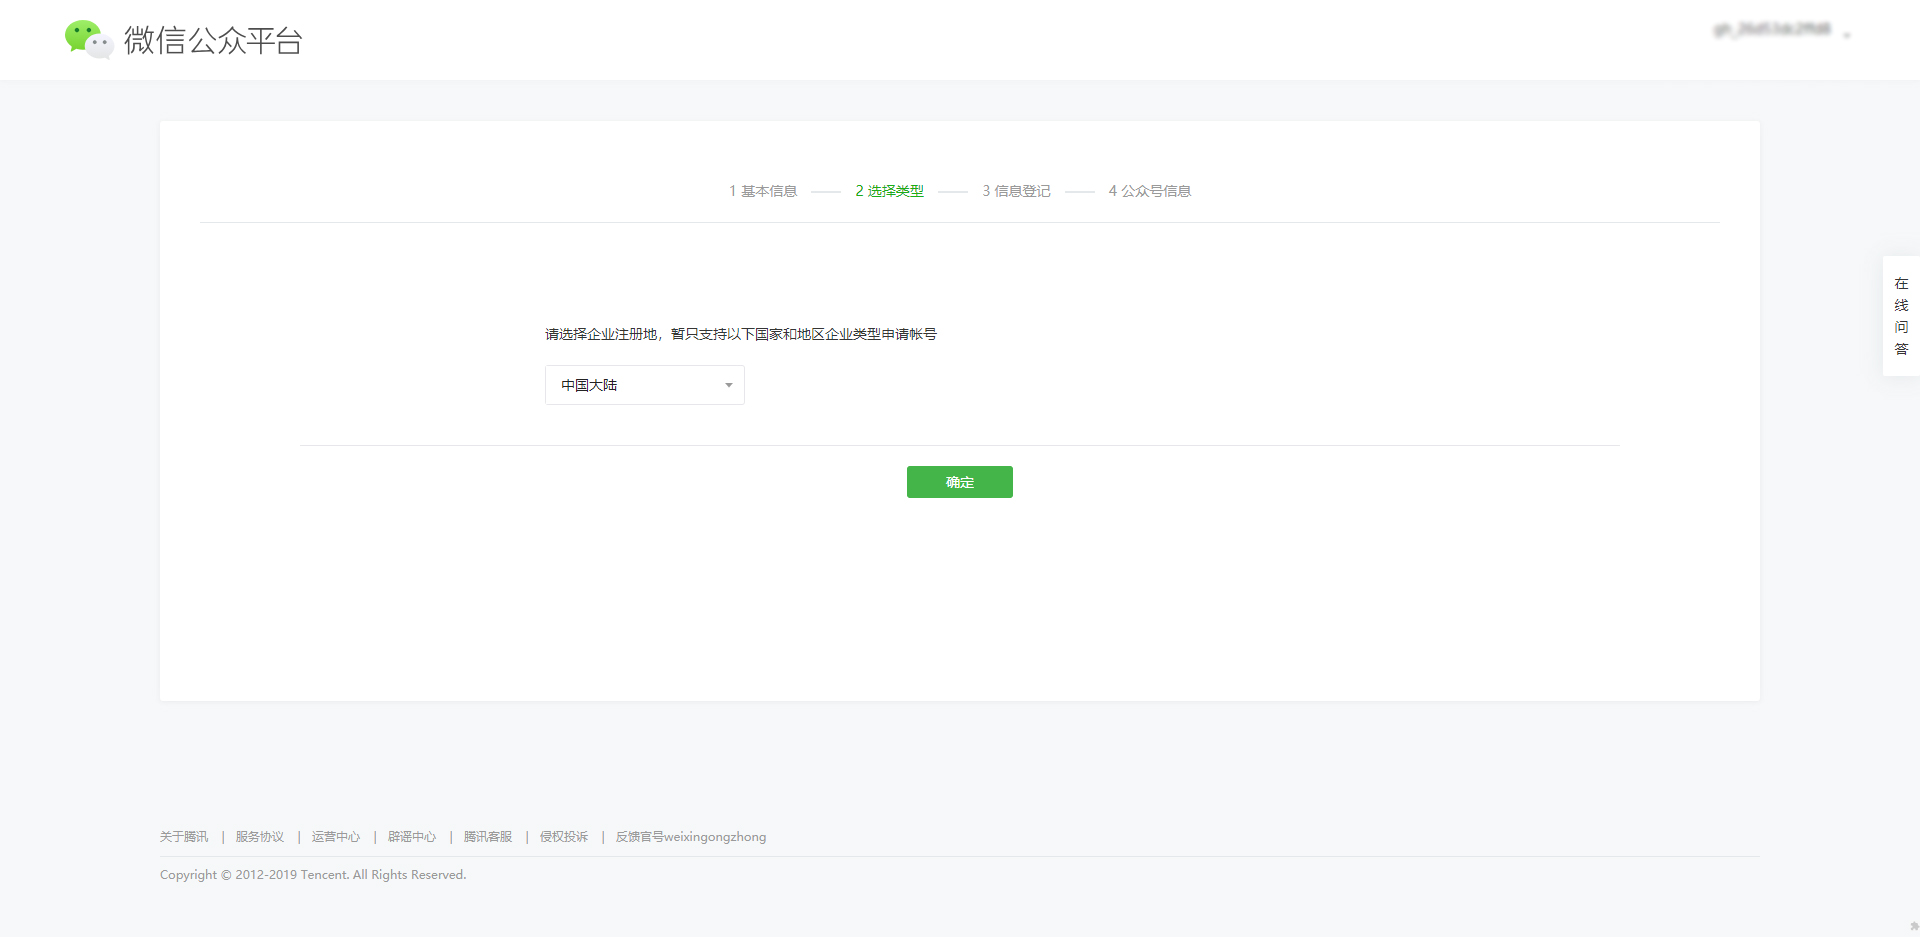 微信公众平台
1 基本信息 2 选择类型 3 信息登记 4 公众号信息
请选择企业注册地，暂只支持以下国家和地区企业类型申请帐号
中国大陆
确定
在线问答
关于腾讯 | 服务协议 | 运营中心 | 辟谣中心 | 腾讯客服 | 侵权投诉 | 反馈官号weixingongzhong
Copyright © 2012-2019 Tencent. All Rights Reserved.